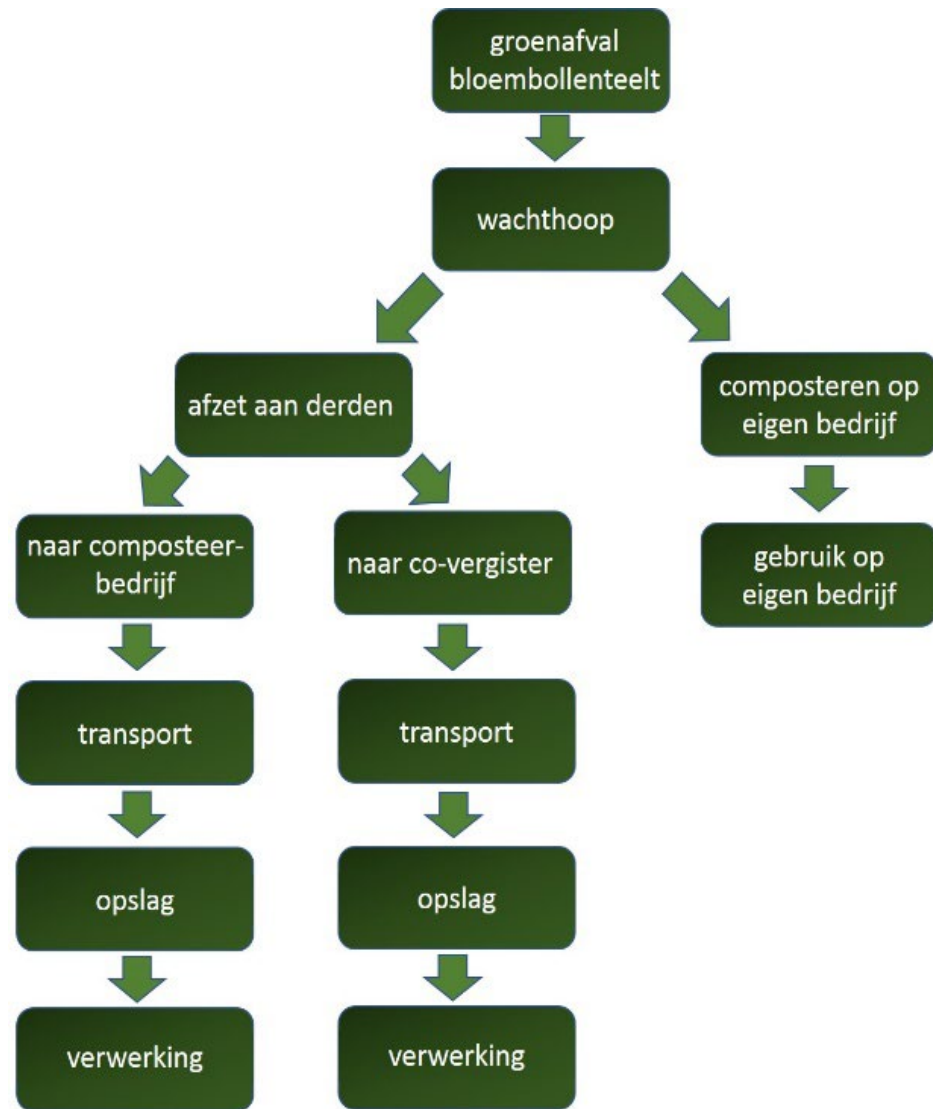 groenafval
bloembollenteelt
wachthoop
afzet aan derden
composteren op
eigen bedrijf
naar composteer-
bedrijf
naar co-vergister
gebruik op
eigen bedrijf
transport
transport
opslag
opslag
verwerking
verwerking